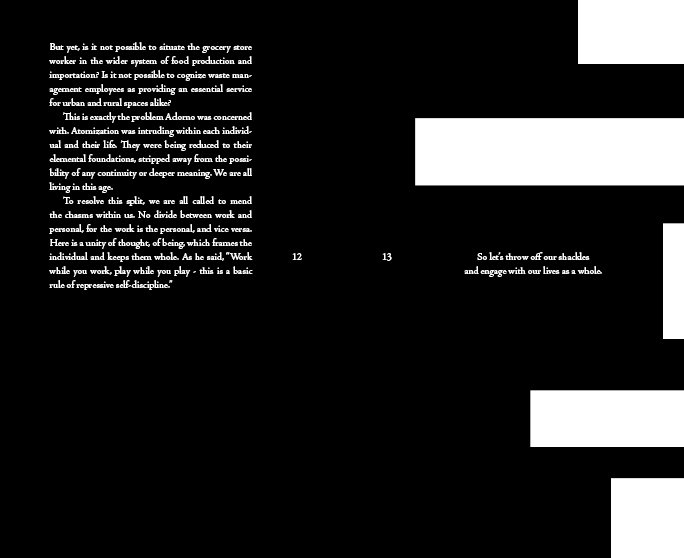 But yet, is it not possible to situate the grocery store
worker in the wider system of food production and
importation? Is it not possible to cognize waste man-
agement employees as providing an essential service
for urban and rural spaces alike?
This is exactly the problem Adorno was concerned
with. Atomization was intruding within each individ-
ual and their life. They were being reduced to their
elemental foundations, stripped away from the possi-
bility of any continuity or deeper meaning. We are all
living in this age.
To resolve this split, we are all called to mend
the chasms within us. No divide between work and
personal, for the work is the personal, and vice versa.
Here is a unity of thought, of being, which frames the
individual and keeps them whole. As he said, "Work
while you work, play while you play - this is a basic
rule of repressive self-discipline."
12
13
So let's throw off our shackles
and engage with our lives as a whole.